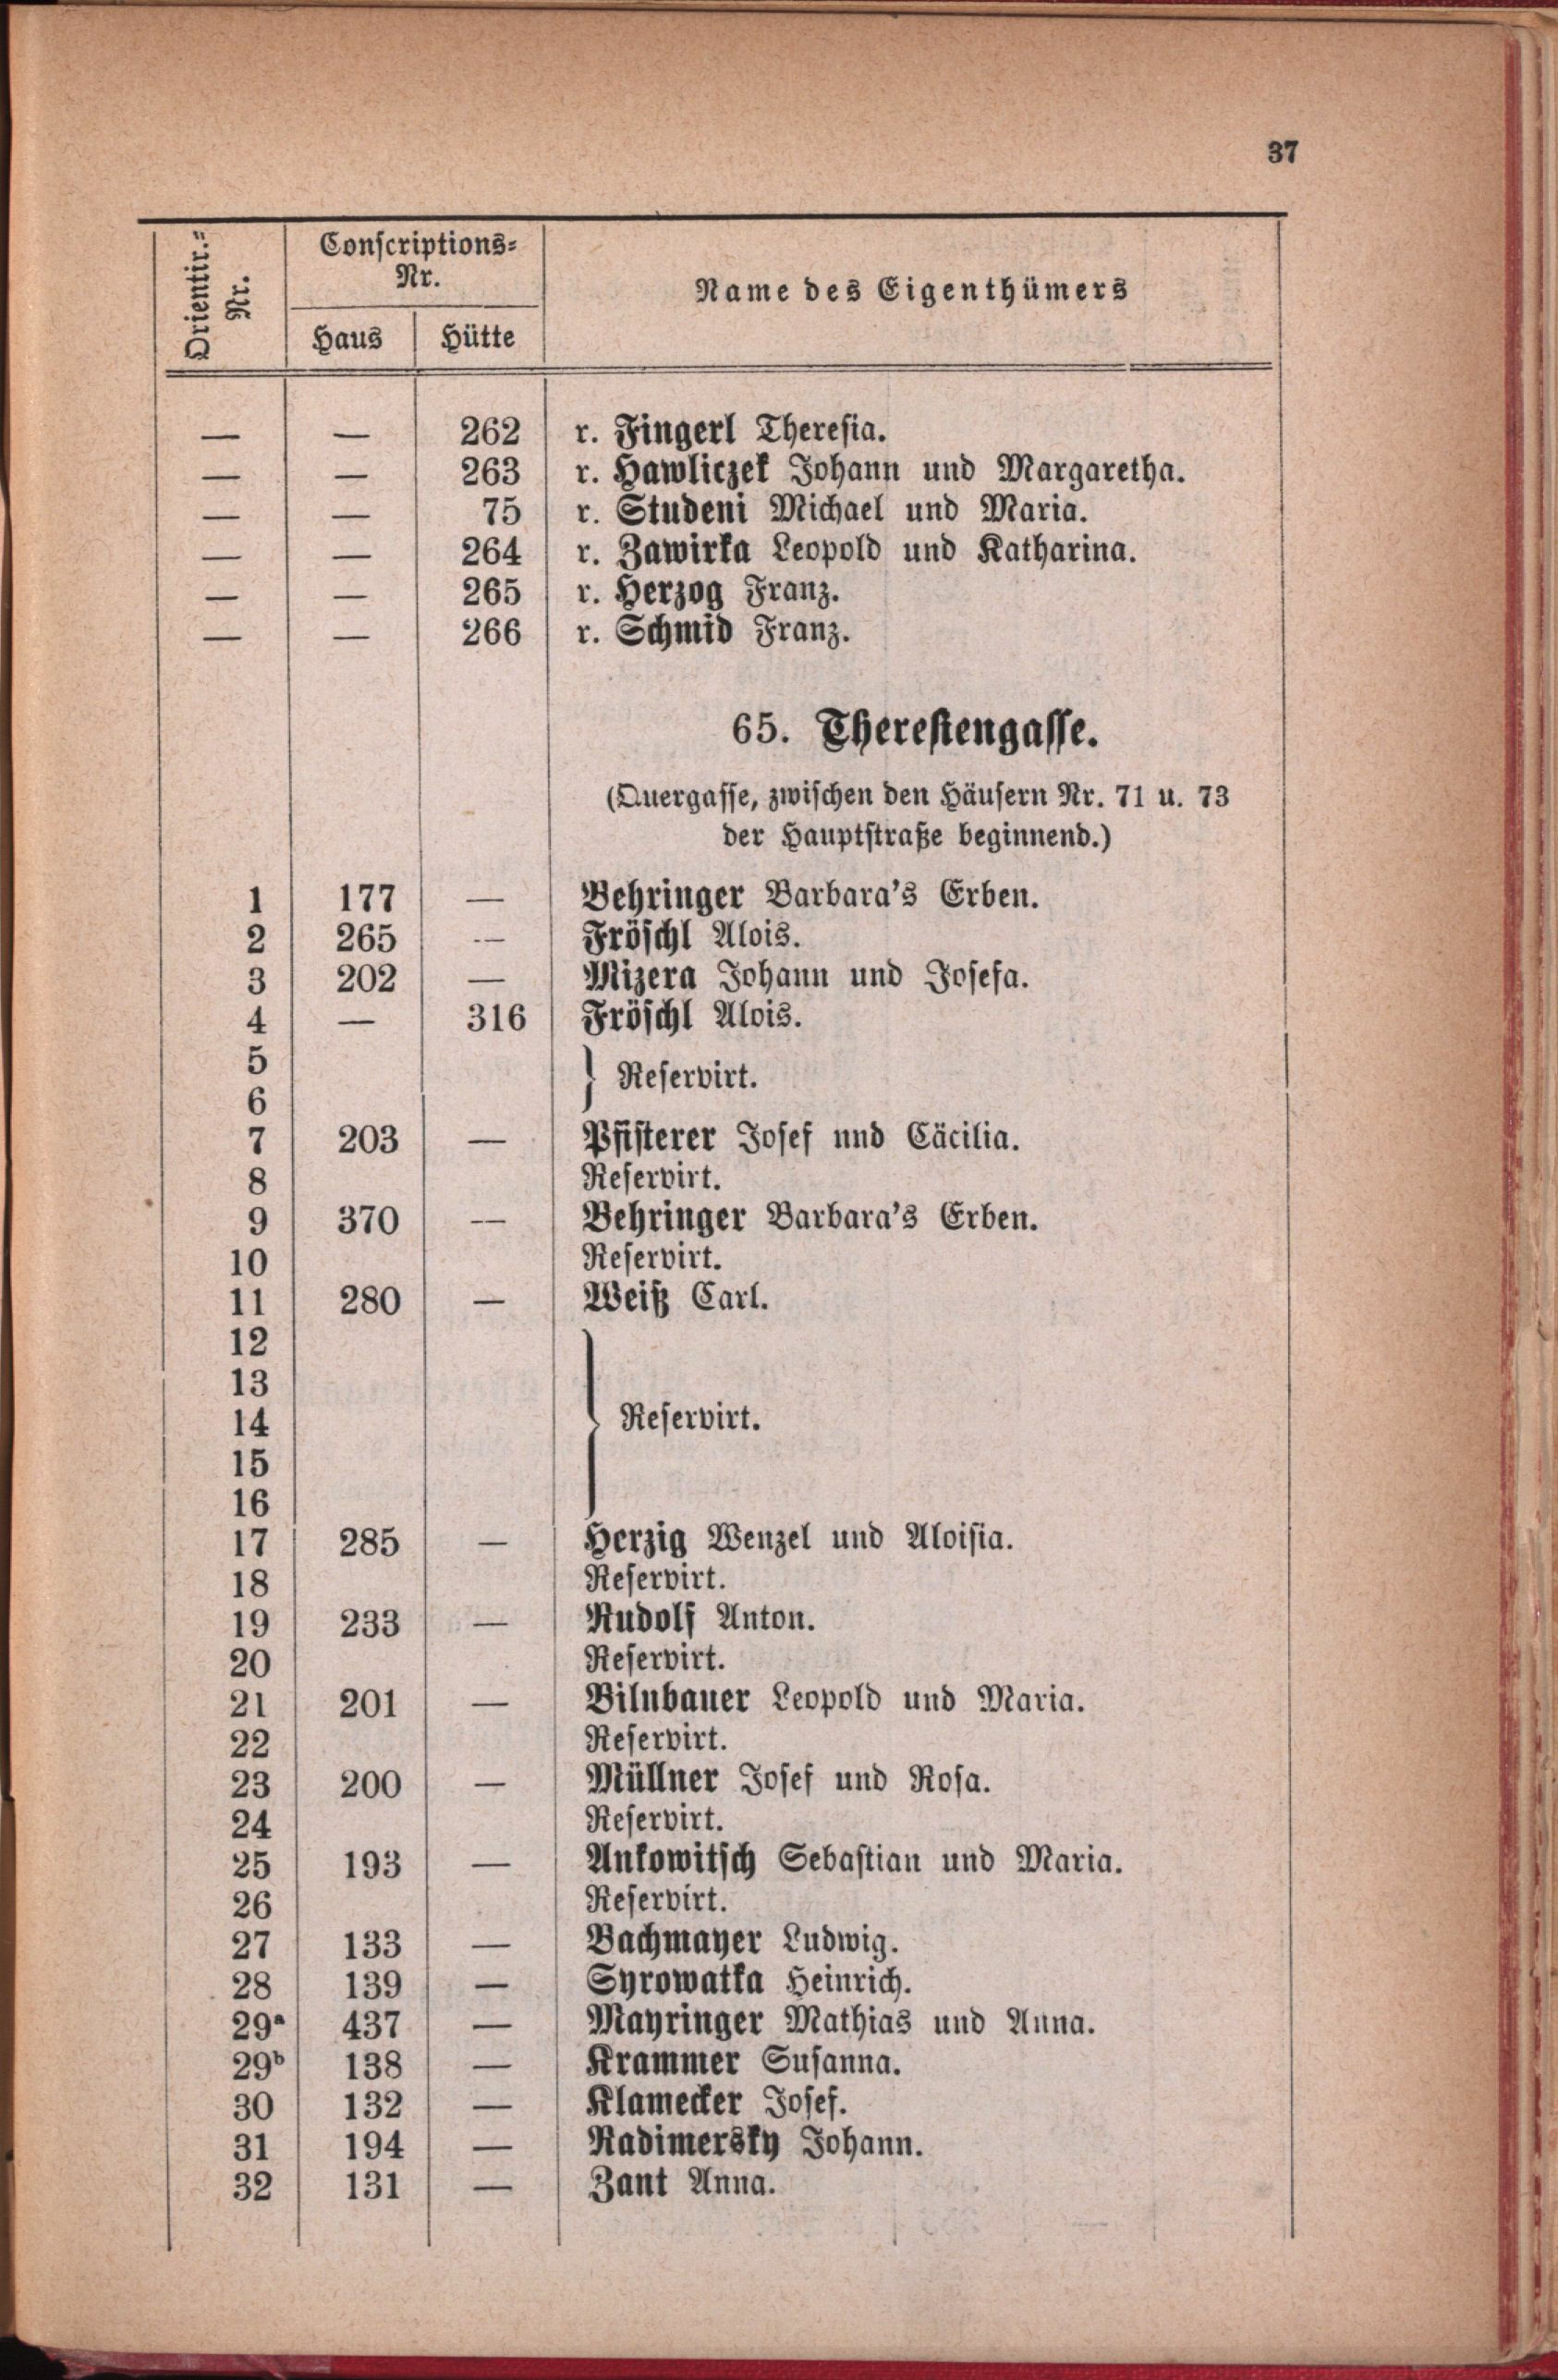 37
Orientir.-Nr.
Conscriptions-
Nr.
Name des Eigenthümers
Haus Hütte
— — 262 r. Fingerl Theresia.
— — 263 r. Hawliczek Johann und Margaretha.
— — 75 r. Studeni Michael und Maria.
— — 264 r. Zawirka Leopold und Katharina.
— — 265 r. Herzog Franz.
— — 266 r. Schmid Franz.
65. Theresiengasse.
(Quergasse, zwischen den Häusern Nr. 71 u. 73
der Hauptstraße beginnend.)
1 177 — Behringer Barbara's Erben.
2 265 — Fröschl Alois.
3 202 — Mizera Johann und Josefa.
4 — 316 Fröschl Alois.
5
} Reservirt.
6
7 203 — Pfisterer Josef und Cäcilia.
8 Reservirt.
9 370 — Behringer Barbara's Erben.
10 Reservirt.
11 280 — Weiß Carl.
12
13
14 } Reservirt.
15
16
17 285 — Herzig Wenzel und Aloisia.
18 Reservirt.
19 233 — Rudolf Anton.
20 Reservirt.
21 201 — Bilnbauer Leopold und Maria.
22 Reservirt.
23 200 — Müllner Josef und Rosa.
24 Reservirt.
25 193 — Ankowitsch Sebastian und Maria.
26 Reservirt.
27 133 — Bachmayer Ludwig.
28 139 — Syrowatka Heinrich.
29a 437 — Mayringer Mathias und Anna.
29b 138 — Krammer Susanna.
30 132 — Klamecker Josef.
31 194 — Radimersky Johann.
32 131 — Zant Anna.